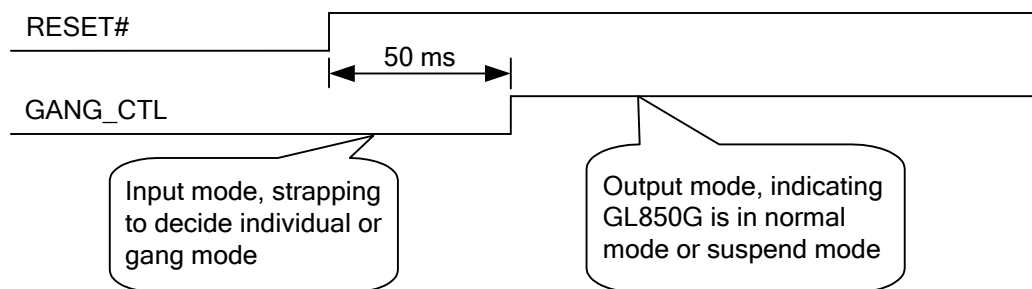 RESET#
50 ms
GANG_CTL
Input mode, strapping
to decide individual or
gang mode
Output mode, indicating
GL850G is in normal
mode or suspend mode